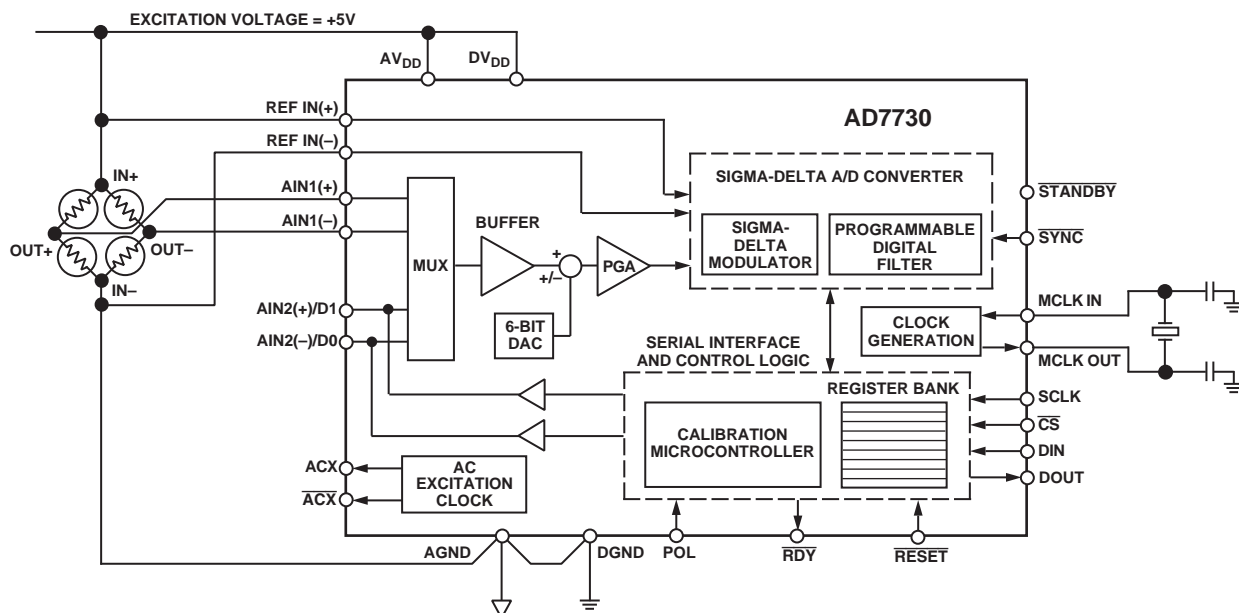 EXCITATION VOLTAGE = +5V
AVDD
DVDD
REF IN(+)
AD7730
REF IN(–)
IN+
AIN1(+)
SIGMA-DELTA A/D CONVERTER
STANDBY
AIN1(–)
BUFFER
OUT+
OUT–
SIGMA-
DELTA
MODULATOR
PROGRAMMABLE
DIGITAL
FILTER
SYNC
MUX
+
+/–
PGA
IN–
AIN2(+)/D1
MCLK IN
6-BIT
DAC
CLOCK
GENERATION
AIN2(–)/D0
SERIAL INTERFACE
AND CONTROL LOGIC
MCLK OUT
REGISTER BANK
SCLK
CS
CALIBRATION
MICROCONTROLLER
DIN
ACX
AC
EXCITATION
CLOCK
DOUT
ACX
AGND
DGND
POL
RDY
RESET